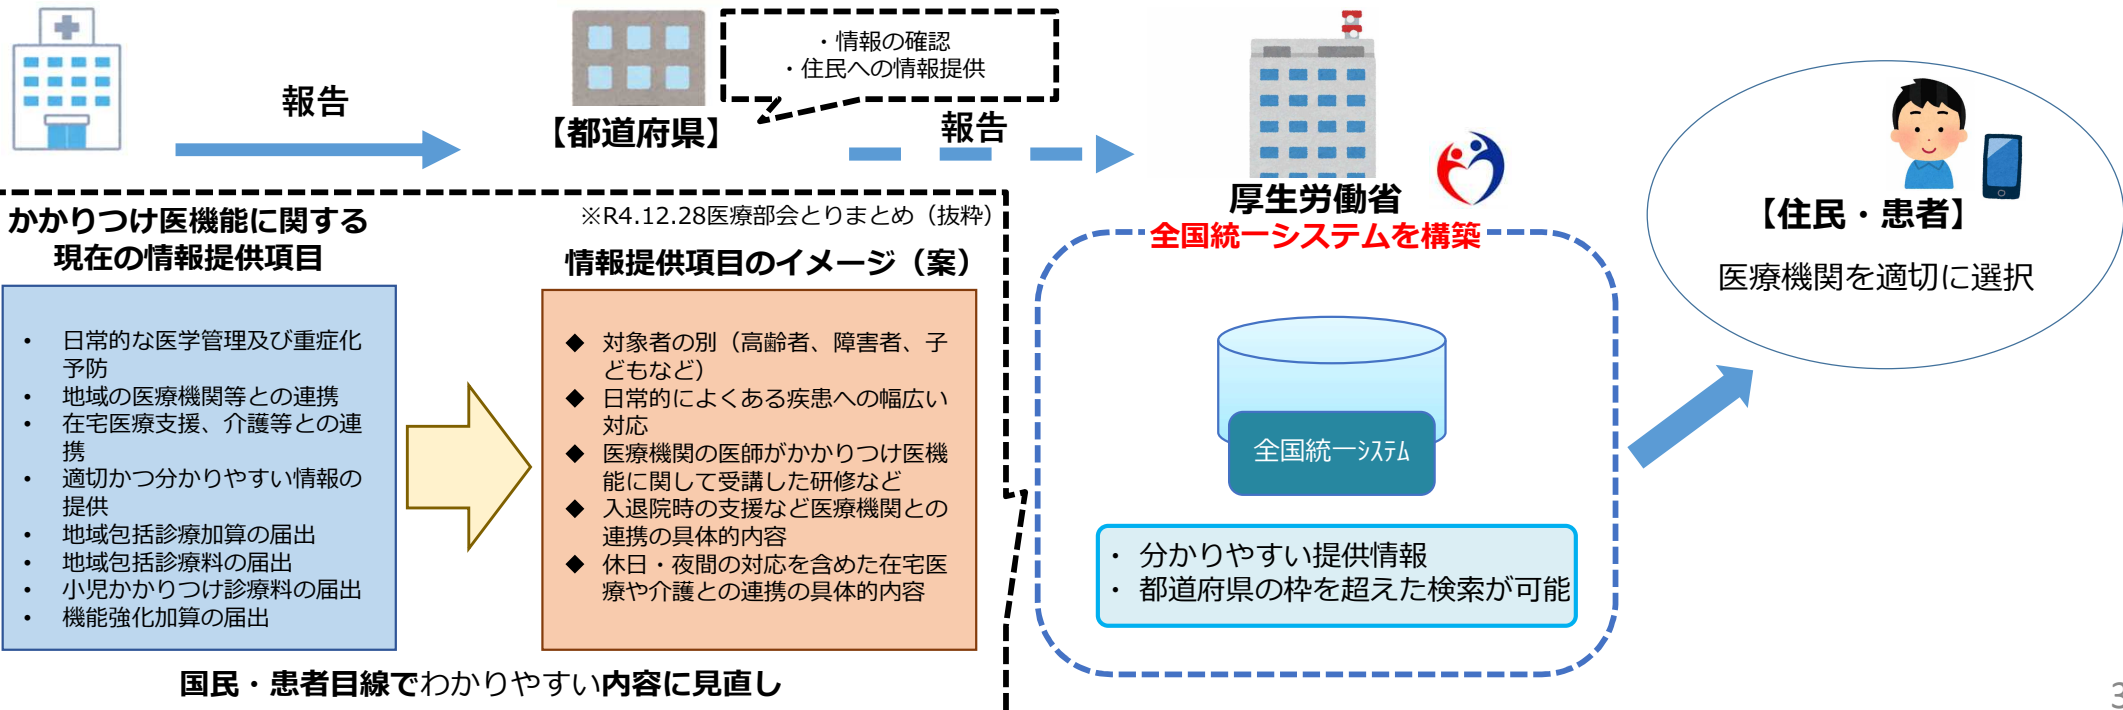 報告
【都道府県】
・情報の確認
・住民への情報提供
報告
厚生労働省
全国統一システムを構築
【住民・患者】
医療機関を適切に選択
かかりつけ医機能に関する
現在の情報提供項目
・ 日常的な医学管理及び重症化
予防
・ 地域の医療機関等との連携
・ 在宅医療支援、介護等との連
携
・ 適切かつ分かりやすい情報の
提供
・ 地域包括診療加算の届出
・ 地域包括診療料の届出
・ 小児かかりつけ診療料の届出
・ 機能強化加算の届出
※R4.12.28医療部会とりまとめ（抜粋）
情報提供項目のイメージ（案）
◆ 対象者の別（高齢者、障害者、子
どもなど）
◆ 日常的によくある疾患への幅広い
対応
◆ 医療機関の医師がかかりつけ医機
能に関して受講した研修など
◆ 入退院時の支援など医療機関との
連携の具体的内容
◆ 休日・夜間の対応を含めた在宅医
療や介護との連携の具体的内容
国民・患者目線でわかりやすい内容に見直し
全国統一ｼｽﾃﾑ
・ 分かりやすい提供情報
・ 都道府県の枠を超えた検索が可能
3